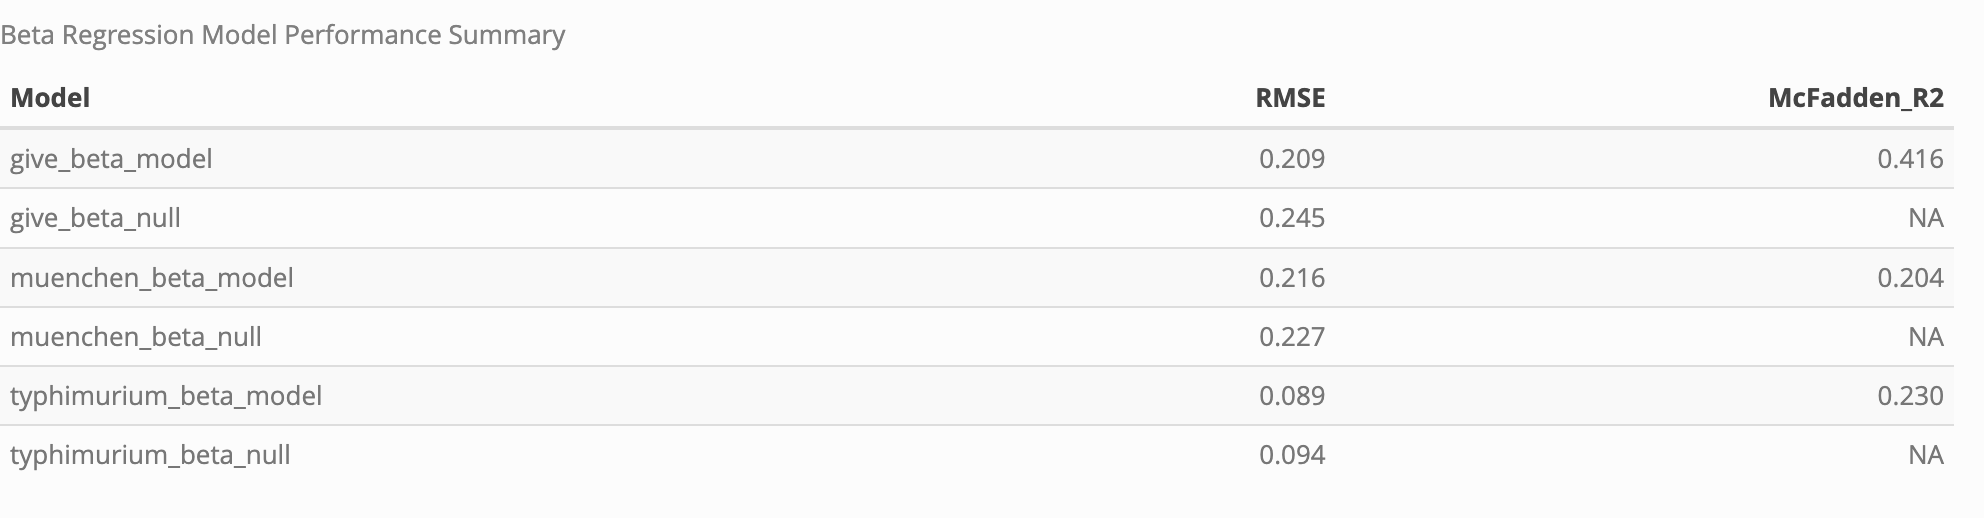 Beta Regression Model Performance Summary
Model RMSE McFadden_R2
give_beta_model 0.209 0.416
give_beta_null 0.245 NA
muenchen_beta_model 0.216 0.204
muenchen_beta_null 0.227 NA
typhimurium_beta_model 0.089 0.230
typhimurium_beta_null 0.094 NA